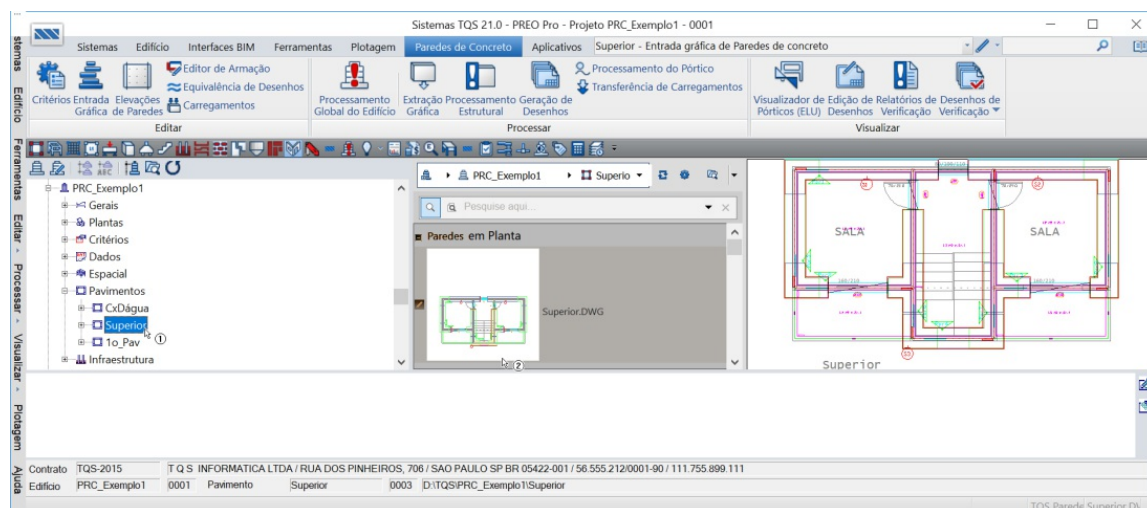 Sistemas TQS 21.0 - PREO Pro - Projeto PRC_Exemplo1 - 0001
Sistemas Edifício Interfaces BIM Ferramentas Plotagem Paredes de Concreto Aplicativos Superior - Entrada gráfica de Paredes de concreto
Editor de Armação
Equivalência de Desenhos
Carregamentos
Critérios
Entrada
Gráfica
Elevações
de Paredes
Editar
Processamento
Global do Edifício
Extração
Gráfica
Processamento
Estrutural
Geração de
Desenhos
Processamento do Pórtico
Transferência de Carregamentos
Processar
Visualizador de
Pórticos (ELU)
Edição de
Desenhos
Relatórios de
Verificação
Desenhos de
Verificação
Visualizar
stemas
Edifício
Ferramentas
Editar
Processar
Visualizar
Plotagem
Ajuda
PRC_Exemplo1
Gerais
Plantas
Critérios
Dados
Espacial
Pavimentos
CxDágua
Superior
1
1o_Pav
Infraestrutura
PRC_Exemplo1 Superio
Pesquise aqui...
Paredes em Planta
Superior.DWG
2
SALA
SALA
Superior
Contrato TQS-2015 T Q S INFORMATICA LTDA / RUA DOS PINHEIROS, 706 / SAO PAULO SP BR 05422-001 / 56.555.212/0001-90 / 111.755.899.111
Edifício PRC_Exemplo1 0001 Pavimento Superior 0003 D:\TQS\PRC_Exemplo1\Superior